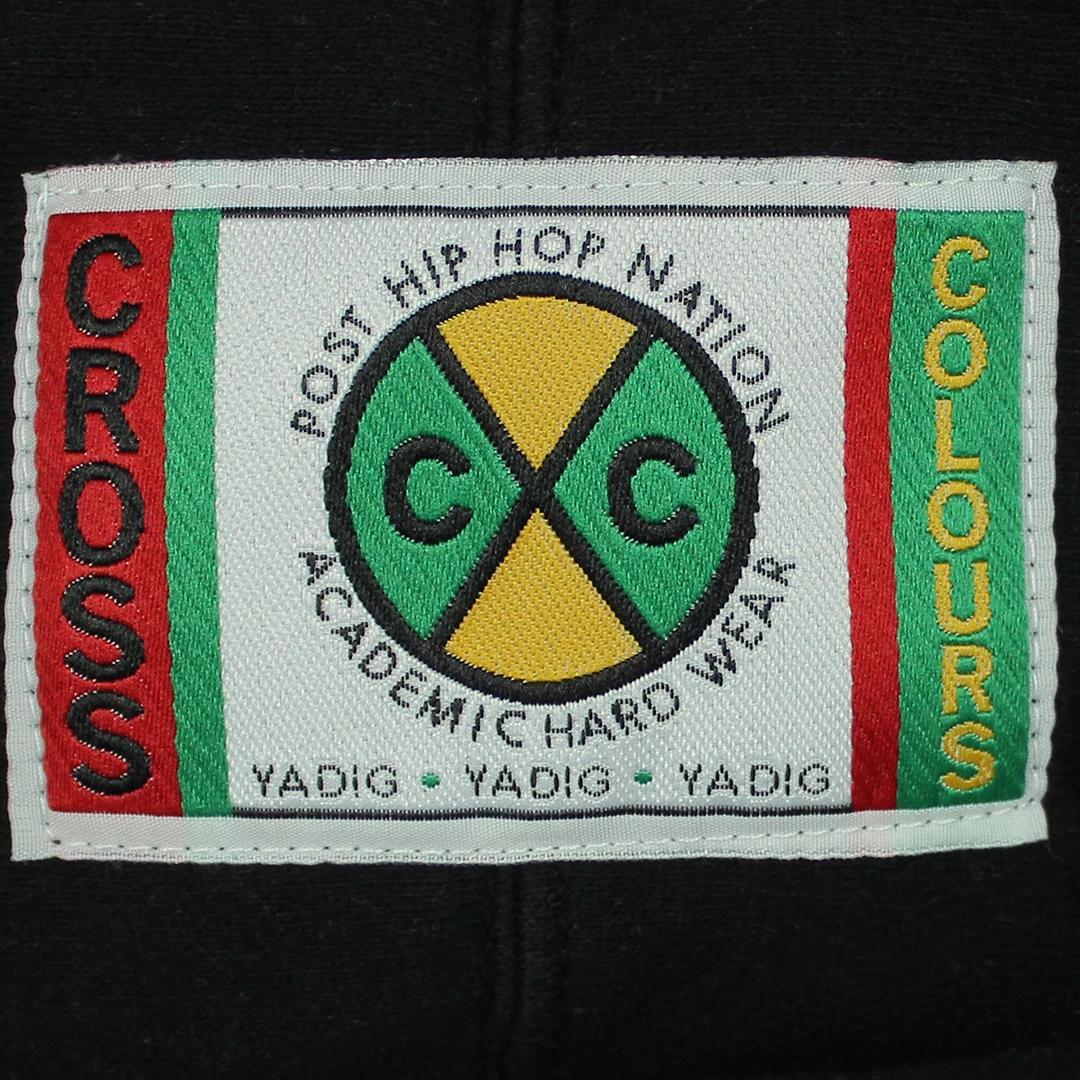 CROSS
POST HIP HOP NATION
C C
ACADEMIC HARD WEAR
YADIG • YADIG • YADIG
COLOURS